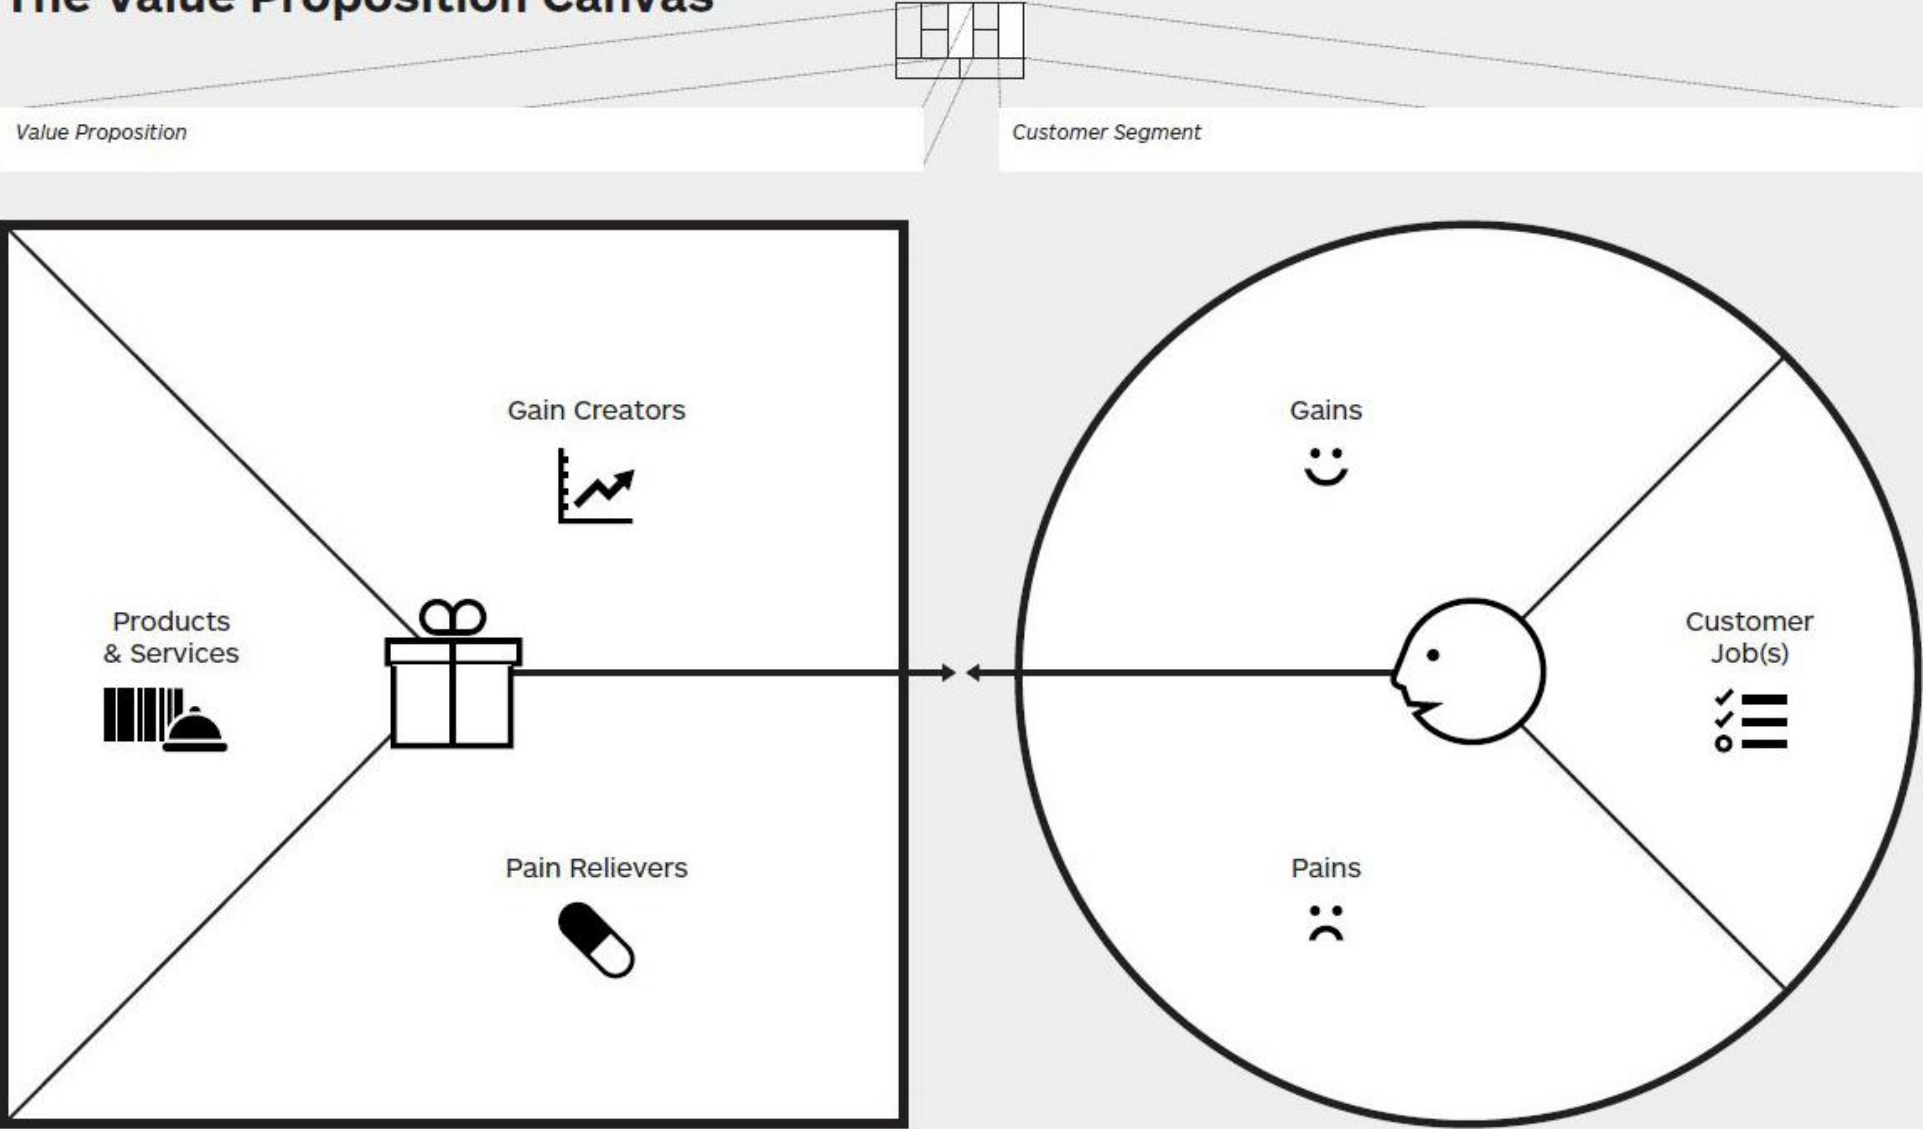 The Value Proposition Canvas
Value Proposition
Customer Segment
Gain Creators
Products
& Services
Pain Relievers
Gains
Customer
Job(s)
Pains